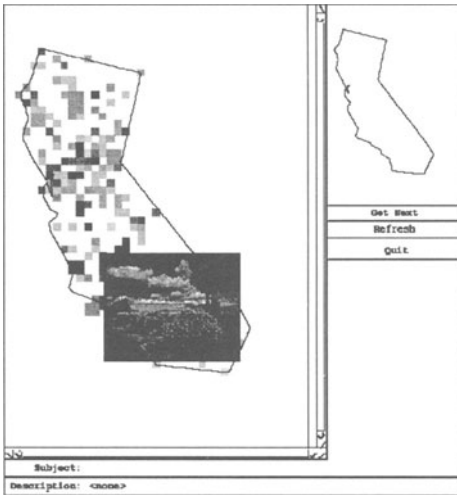 Get Next
Refresh
Quit
Subject:
Description: <none>